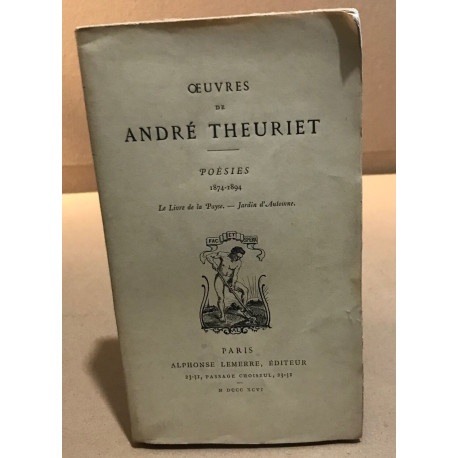 ŒUVRES
DE
ANDRÉ THEURIET
POÉSIES
1874-1894
Le Livre de la Payse. — Jardin d'Automne.
FAC ET SPERA
AL
PARIS
ALPHONSE LEMERRE, ÉDITEUR
23-31, PASSAGE CHOISEUL, 23-31
M DCCC XCVI